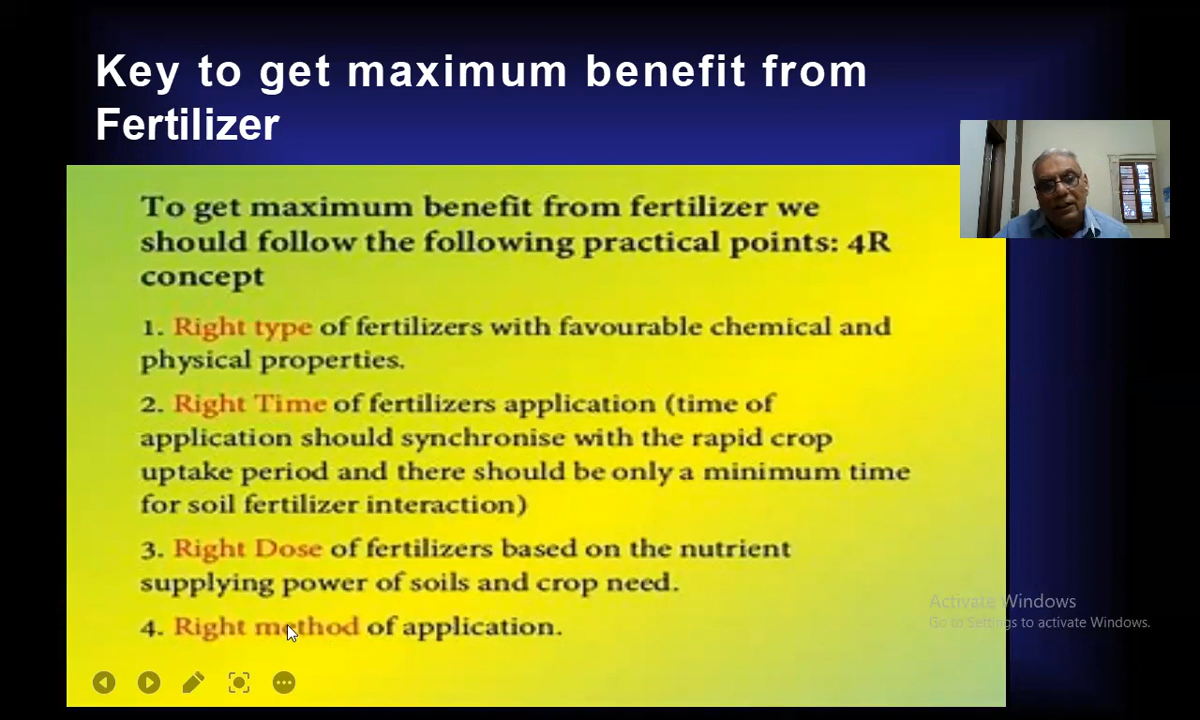 Key to get maximum benefit from
Fertilizer
To get maximum benefit from fertilizer we
should follow the following practical points: 4R
concept
1. Right type of fertilizers with favourable chemical and
physical properties.
2. Right Time of fertilizers application (time of
application should synchronise with the rapid crop
uptake period and there should be only a minimum time
for soil fertilizer interaction)
3. Right Dose of fertilizers based on the nutrient
supplying power of soils and crop need.
4. Right method of application.
Activate Windows
Go to Settings to activate Windows.